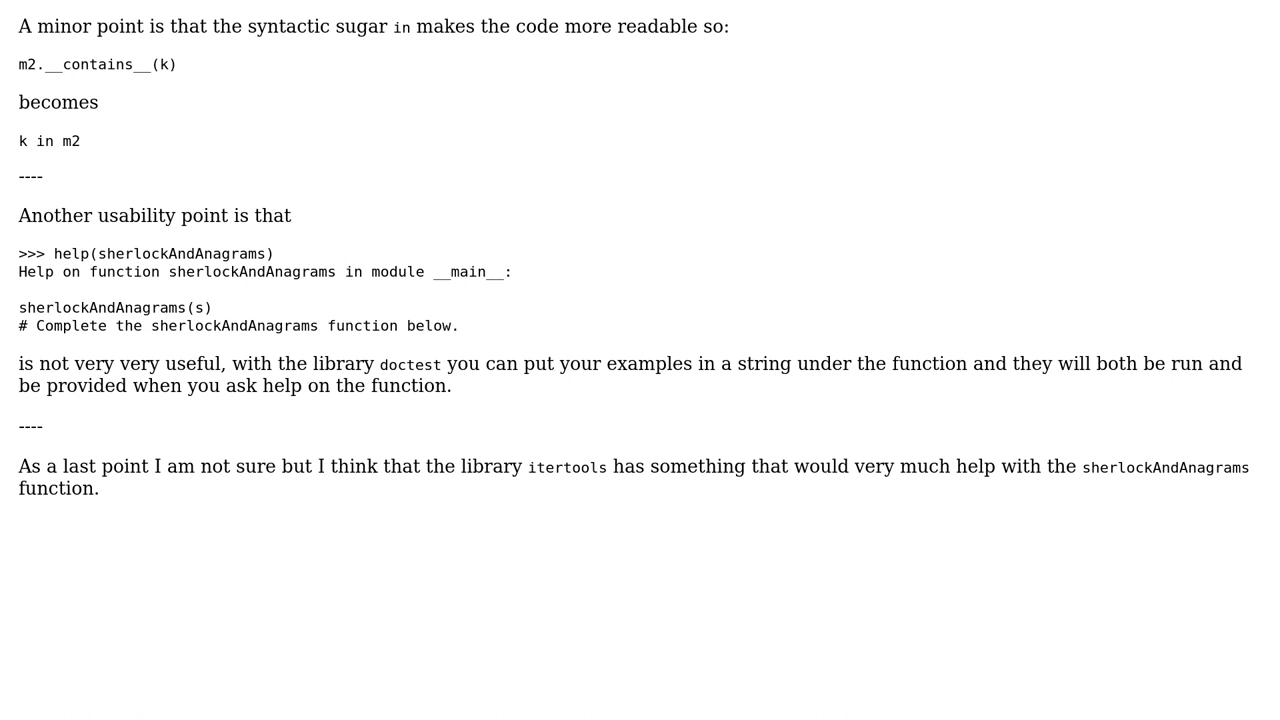 A minor point is that the syntactic sugar in makes the code more readable so:
m2.__contains__(k)
becomes
k in m2
----
Another usability point is that
>>> help(sherlockAndAnagrams)
Help on function sherlockAndAnagrams in module __main__:
sherlockAndAnagrams(s)
# Complete the sherlockAndAnagrams function below.
is not very very useful, with the library doctest you can put your examples in a string under the function and they will both be run and
be provided when you ask help on the function.
----
As a last point I am not sure but I think that the library itertools has something that would very much help with the sherlockAndAnagrams
function.